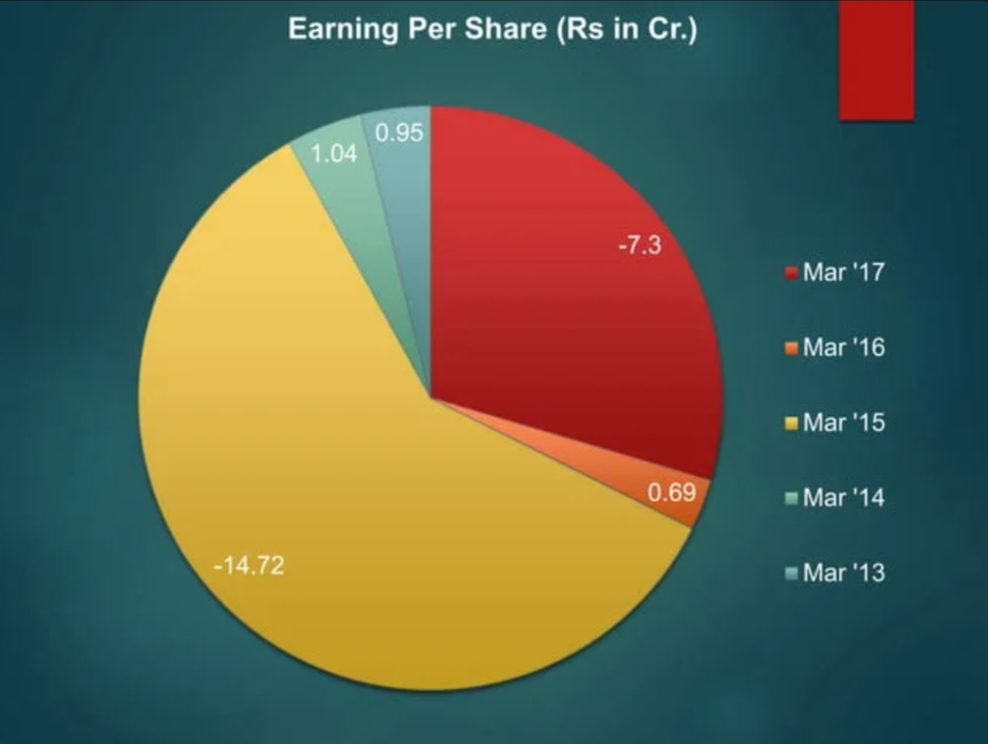 Earning Per Share (Rs in Cr.)
0.95
1.04
-7.3
Mar '17
Mar '16
Mar '15
0.69
Mar '14
-14.72
Mar '13